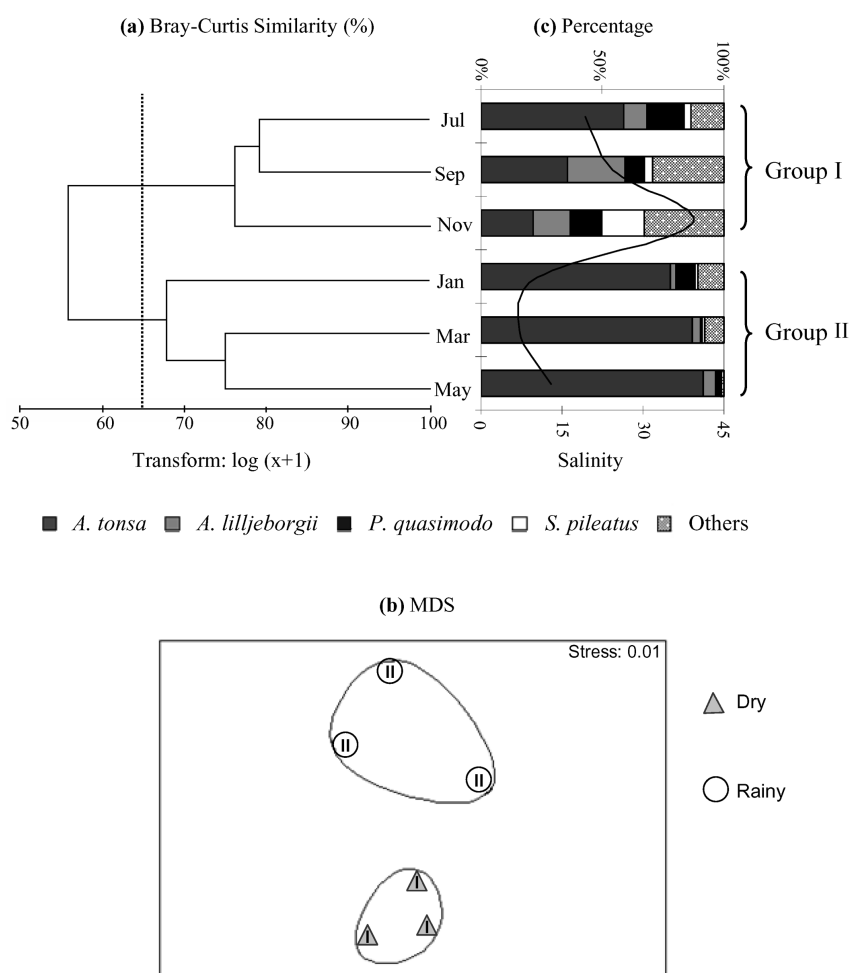 (a) Bray-Curtis Similarity (%)
(c) Percentage
0%
50%
100%
Jul
Sep
Nov
Jan
Mar
May
Group I
Group II
50 60 70 80 90 100
0 15 30 45
Transform: log (x+1)
Salinity
A. tonsa A. lilljeborgii P. quasimodo S. pileatus Others
(b) MDS
Stress: 0.01
II
II
II
Dry
Rainy
I
I
I